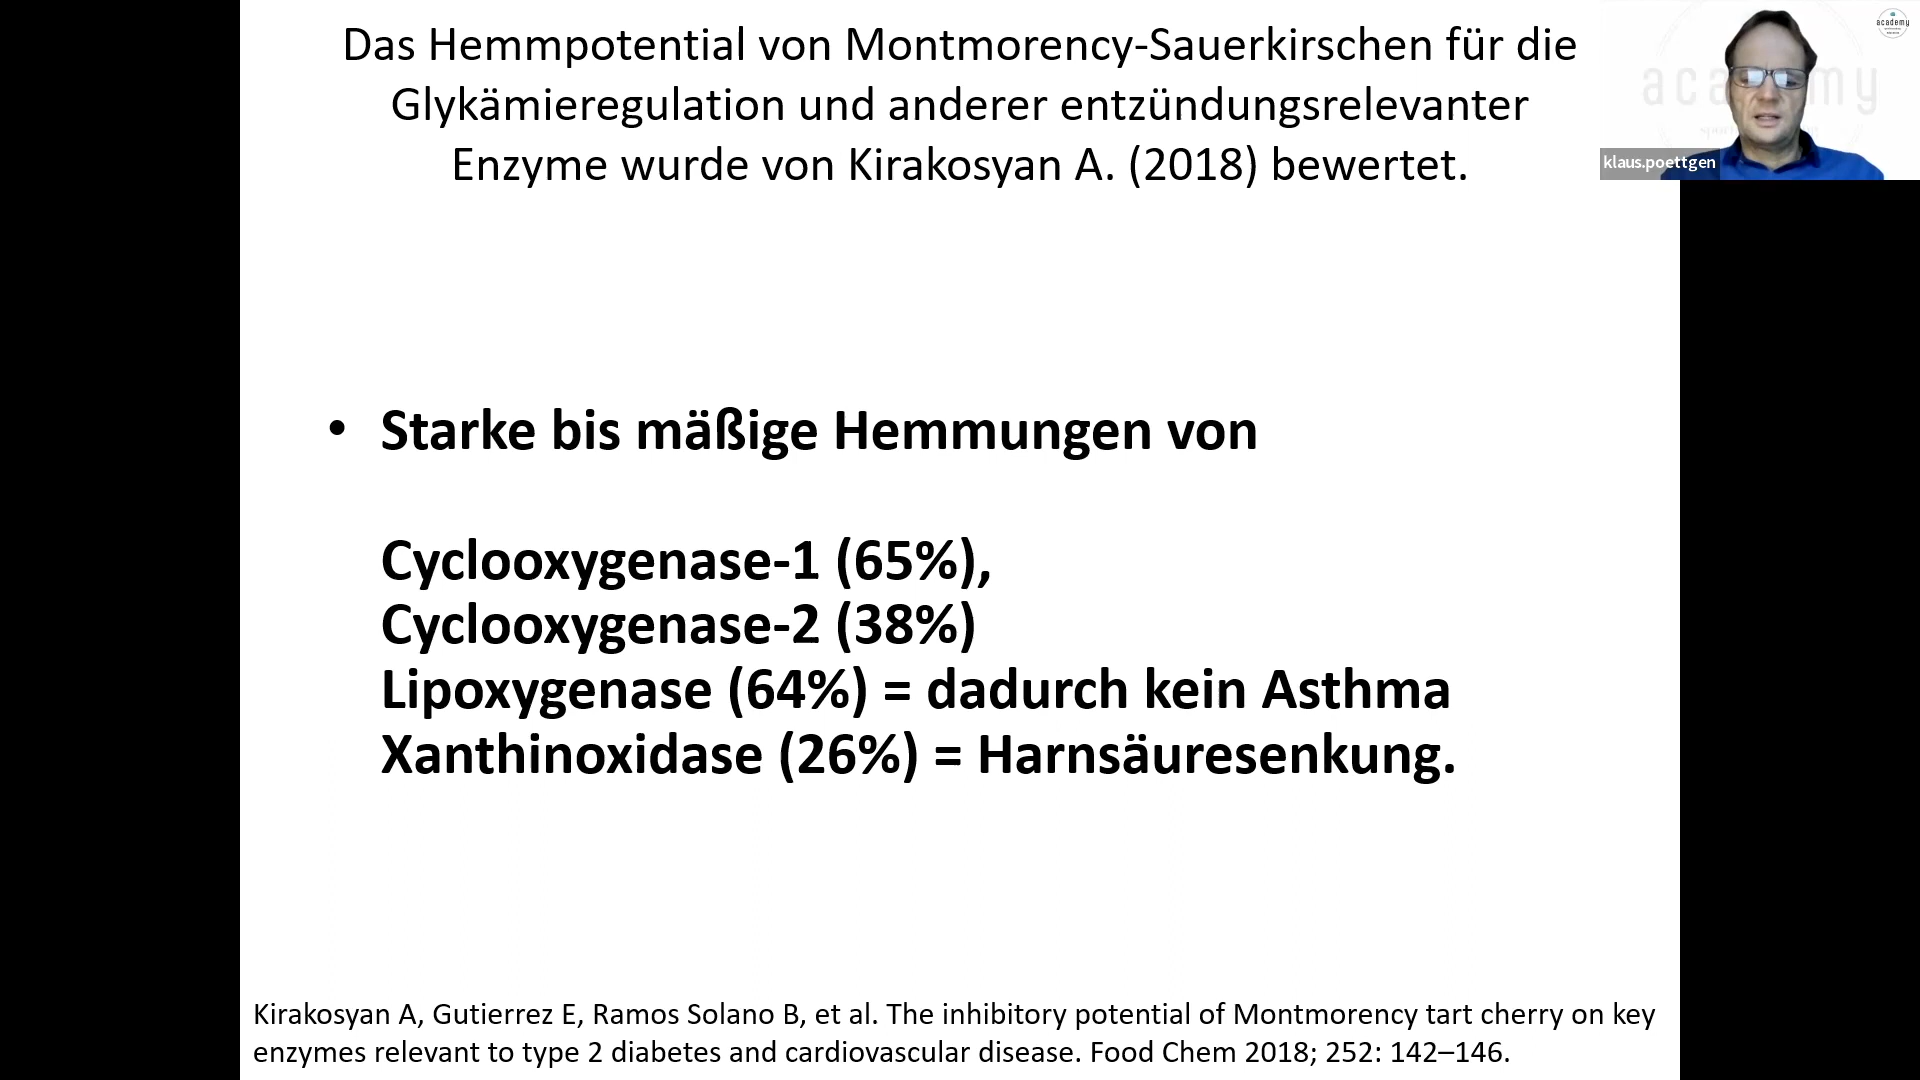 Das Hemmpotential von Montmorency-Sauerkirschen für die
Glykämieregulation und anderer entzündungsrelevanter
Enzyme wurde von Kirakosyan A. (2018) bewertet.
academy
klaus.poettgen
• Starke bis mäßige Hemmungen von
Cyclooxygenase-1 (65%),
Cyclooxygenase-2 (38%)
Lipoxygenase (64%) = dadurch kein Asthma
Xanthinoxidase (26%) = Harnsäuresenkung.
Kirakosyan A, Gutierrez E, Ramos Solano B, et al. The inhibitory potential of Montmorency tart cherry on key
enzymes relevant to type 2 diabetes and cardiovascular disease. Food Chem 2018; 252: 142–146.